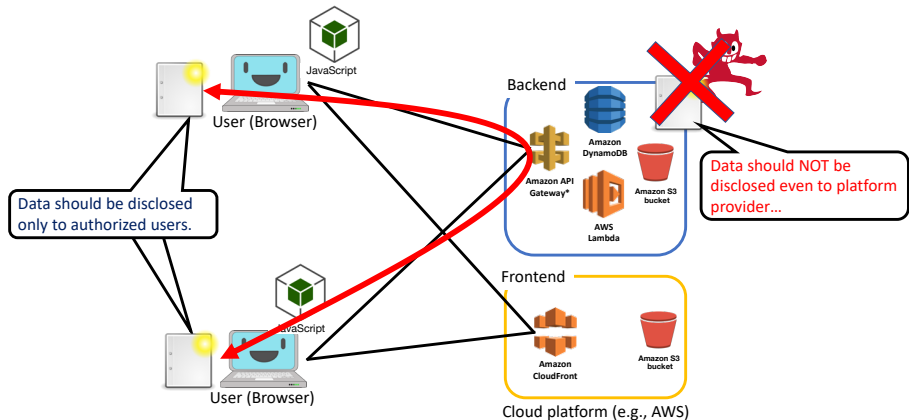 JavaScript
User (Browser)
Backend
Amazon
DynamoDB
Amazon API
Gateway*
Amazon S3
bucket
AWS
Lambda
Data should NOT be
disclosed even to platform
provider…
Data should be disclosed
only to authorized users.
Frontend
JavaScript
User (Browser)
Amazon
CloudFront
Amazon S3
bucket
Cloud platform (e.g., AWS)